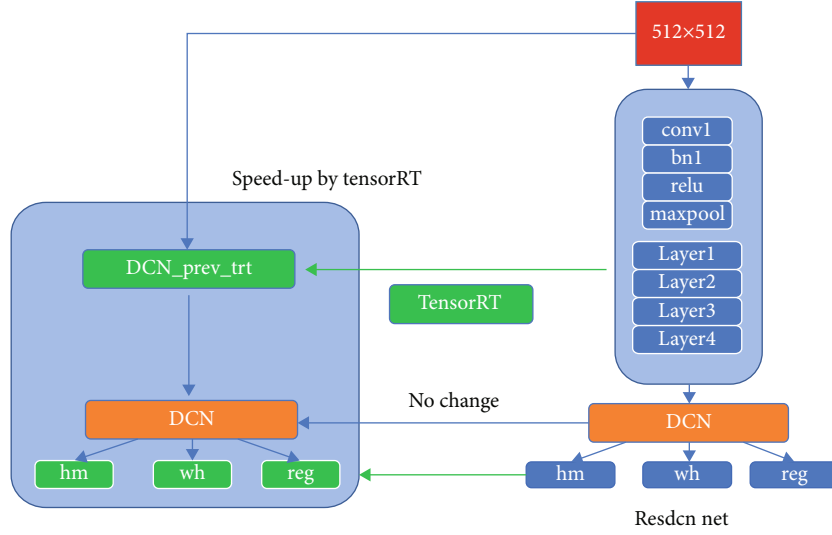 512×512
conv1
bn1
relu
maxpool
Layer1
Layer2
Layer3
Layer4
Speed-up by tensorRT
DCN_prev_trt
TensorRT
No change
DCN
DCN
hm
wh
reg
hm
wh
reg
Resdcn net